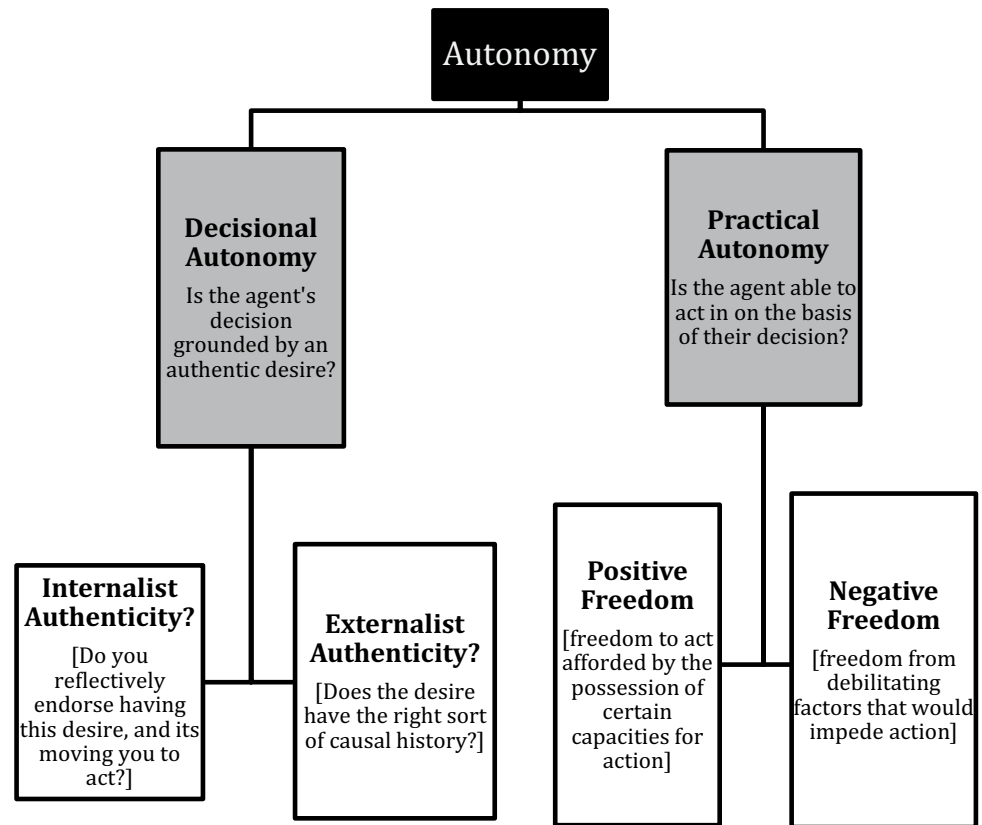 Autonomy
Decisional
Autonomy
Is the agent's
decision
grounded by an
authentic desire?
Practical
Autonomy
Is the agent able to
act in on the basis
of their decision?
Internalist
Authenticity?
[Do you
reflectively
endorse having
this desire, and its
moving you to
act?]
Externalist
Authenticity?
[Does the desire
have the right sort
of causal history?]
Positive
Freedom
[freedom to act
afforded by the
possession of
certain
capacities for
action]
Negative
Freedom
[freedom from
debilitating
factors that would
impede action]